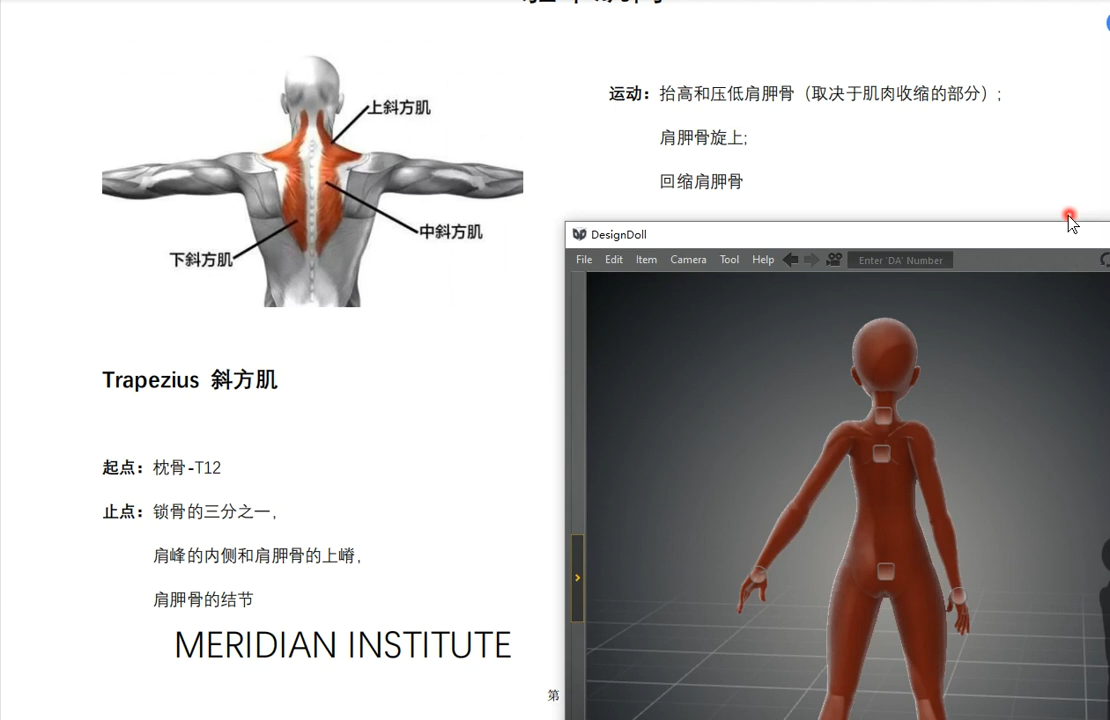 上斜方肌
中斜方肌
下斜方肌
运动：抬高和压低肩胛骨（取决于肌肉收缩的部分）；
肩胛骨旋上;
回缩肩胛骨
Trapezius 斜方肌
起点：枕骨-T12
止点：锁骨的三分之一，
肩峰的内侧和肩胛骨的上嵴，
肩胛骨的结节
MERIDIAN INSTITUTE
第
DesignDoll
File Edit Item Camera Tool Help Enter 'DA' Number